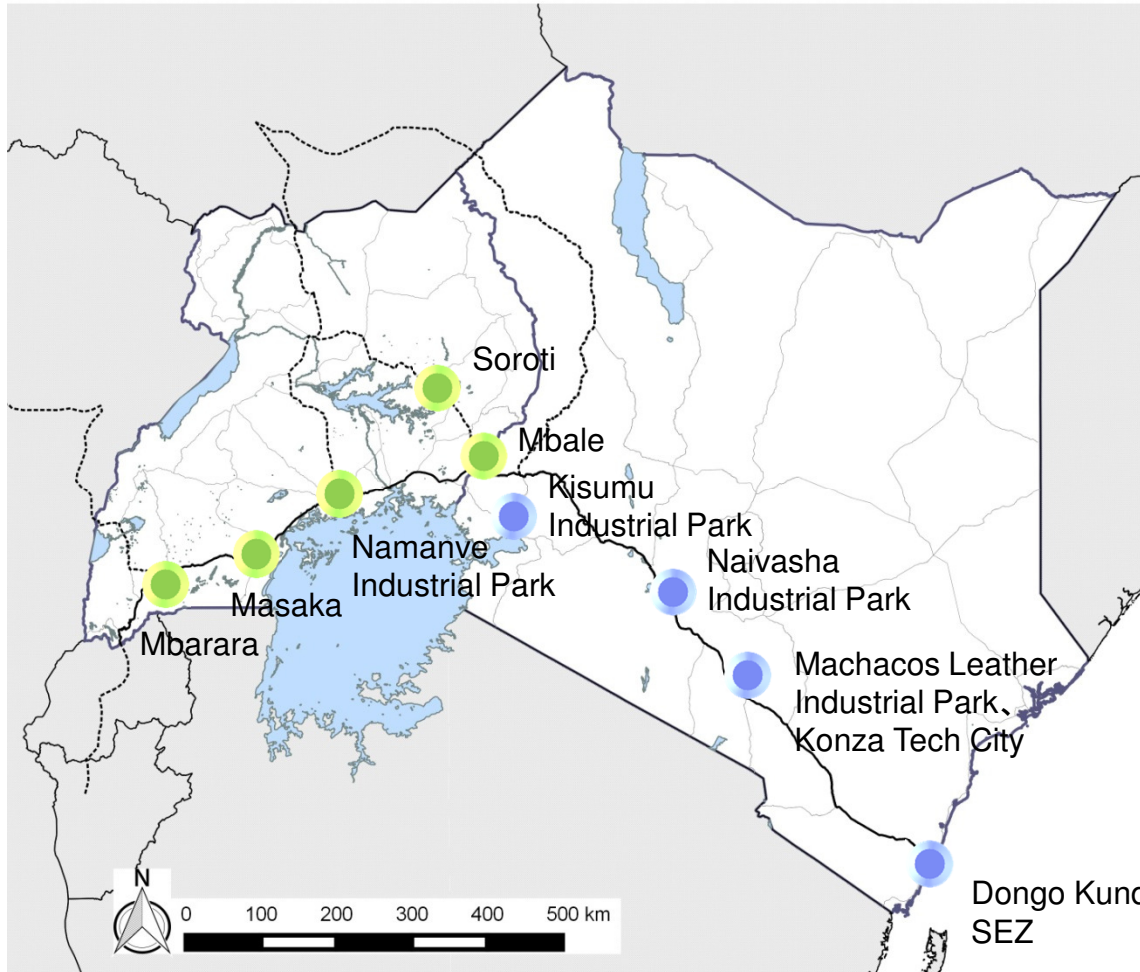 Soroti
Mbale
Kisumu
Industrial Park
Namanve
Industrial Park
Naivasha
Industrial Park
Masaka
Mbarara
Machacos Leather
Industrial Park、
Konza Tech City
Dongo Kund
SEZ
N
0 100 200 300 400 500 km